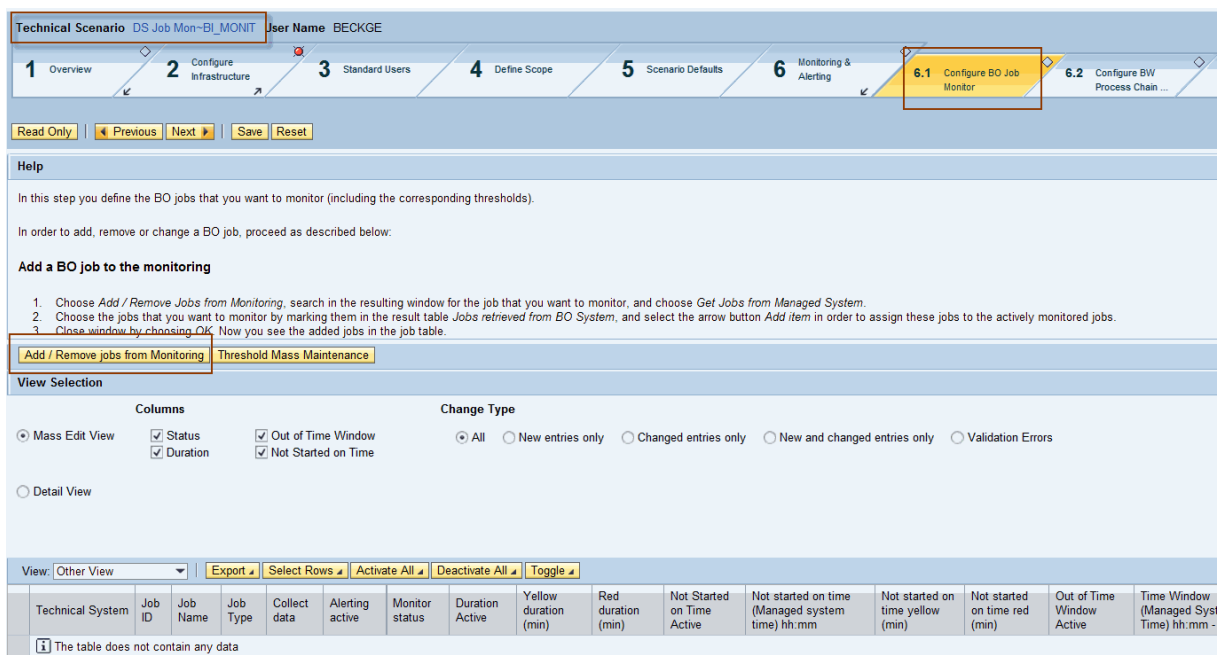 Technical Scenario DS Job Mon~BI_MONIT User Name BECKGE
1 Overview
2 Configure Infrastructure
3 Standard Users
4 Define Scope
5 Scenario Defaults
6 Monitoring & Alerting
6.1 Configure BO Job Monitor
6.2 Configure BW Process Chain ...
Read Only Previous Next Save Reset
Help
In this step you define the BO jobs that you want to monitor (including the corresponding thresholds).
In order to add, remove or change a BO job, proceed as described below:
Add a BO job to the monitoring
1. Choose Add / Remove Jobs from Monitoring, search in the resulting window for the job that you want to monitor, and choose Get Jobs from Managed System.
2. Choose the jobs that you want to monitor by marking them in the result table Jobs retrieved from BO System, and select the arrow button Add item in order to assign these jobs to the actively monitored jobs.
3. Close window by choosing OK. Now you see the added jobs in the job table.
Add / Remove jobs from Monitoring Threshold Mass Maintenance
View Selection
Columns Change Type
Mass Edit View Status Out of Time Window All New entries only Changed entries only New and changed entries only Validation Errors
Duration Not Started on Time
Detail View
View: Other View Export Select Rows Activate All Deactivate All Toggle
Technical System
Job ID
Job Name
Job Type
Collect data
Alerting active
Monitor status
Duration Active
Yellow duration (min)
Red duration (min)
Not Started on Time Active
Not started on time (Managed system time) hh:mm
Not started on time yellow (min)
Not started on time red (min)
Out of Time Window Active
Time Window (Managed Syst Time) hh:mm -
The table does not contain any data